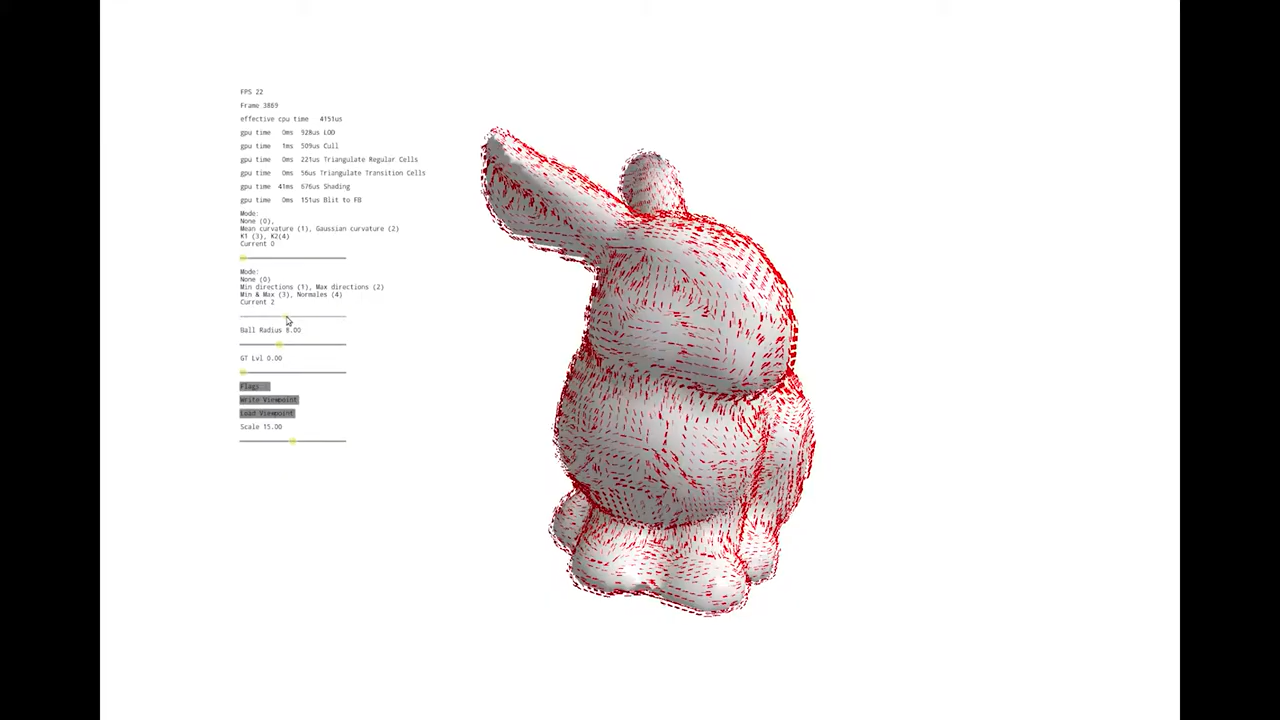 FPS 22
Frame 3869
effective cpu time 4151us
gpu time 0ms 928us LOD
gpu time 1ms 509us Cull
gpu time 0ms 221us Triangulate Regular Cells
gpu time 0ms 56us Triangulate Transition Cells
gpu time 41ms 676us Shading
gpu time 0ms 151us Blit to FB
Mode:
None (0),
Mean curvature (1), Gaussian curvature (2)
K1 (3), K2(4)
Current 0
Mode:
None (0)
Min directions (1), Max directions (2)
Min & Max (3), Normales (4)
Current 2
Ball Radius 8.00
GT Lvl 0.00
Flags
Write Viewpoint
Load Viewpoint
Scale 15.00